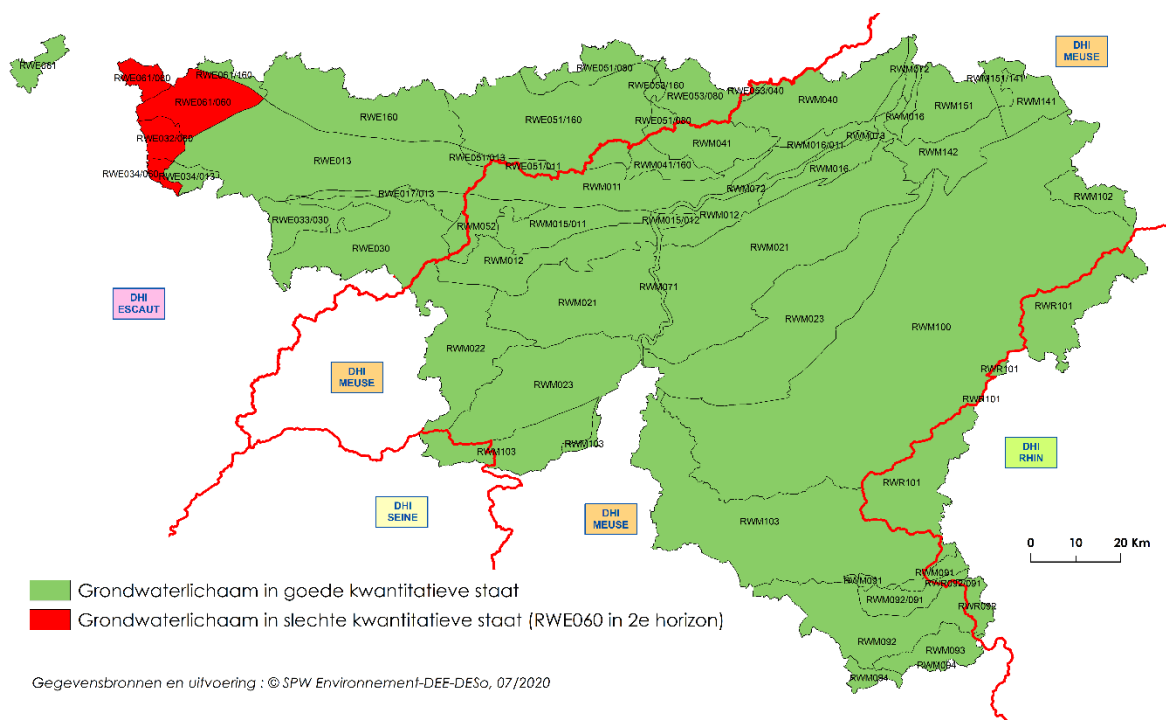 DHI
MEUSE
RWE061
RWE061/060
RWE061/160
RWE061/060
RWE032/060
RWE034/060
RWE034/013
RWE160
RWE013
RWE051/080
RWE053/160
RWE053/080
RWE053/040
RWE051/160
RWE051/080
RWE051/013
RWE051/011
RWM040
RWM012
RWM151/141
RWM141
RWM151
RWM016
RWM073
RWM041
RWM016/011
RWM142
RWM041/160
RWM016
RWM011
RWM072
RWM102
RWE017/013
RWE033/030
RWM052
RWM015/011
RWM015/012
RWM012
RWE030
RWM012
RWM021
RWM021
RWM071
DHI
ESCAUT
RWM022
RWM023
RWM100
RWR101
DHI
MEUSE
RWM023
RWR101
RWR101
RWM103
RWM103
DHI
RHIN
RWR101
DHI
SEINE
DHI
MEUSE
RWM103
0 10 20 Km
RWM091
RWM091
RWR092/091
RWM092/091
RWR092
RWM092
RWM093
RWM094
RWM094
Grondwaterlichaam in goede kwantitatieve staat
Grondwaterlichaam in slechte kwantitatieve staat (RWE060 in 2e horizon)
Gegevensbronnen en uitvoering : © SPW Environnement-DEE-DESo, 07/2020